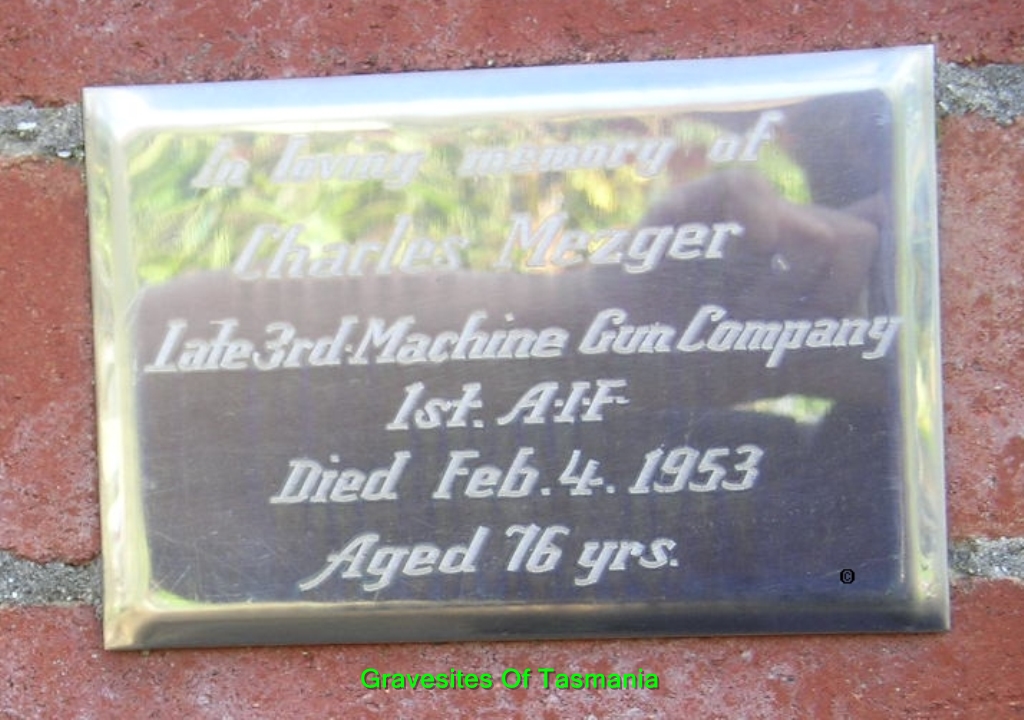 In loving memory of
Charles Mezger
Late 3rd. Machine Gun Company
1st. A.I.F
Died Feb. 4. 1953
Aged 76 yrs.
©
Gravesites Of Tasmania